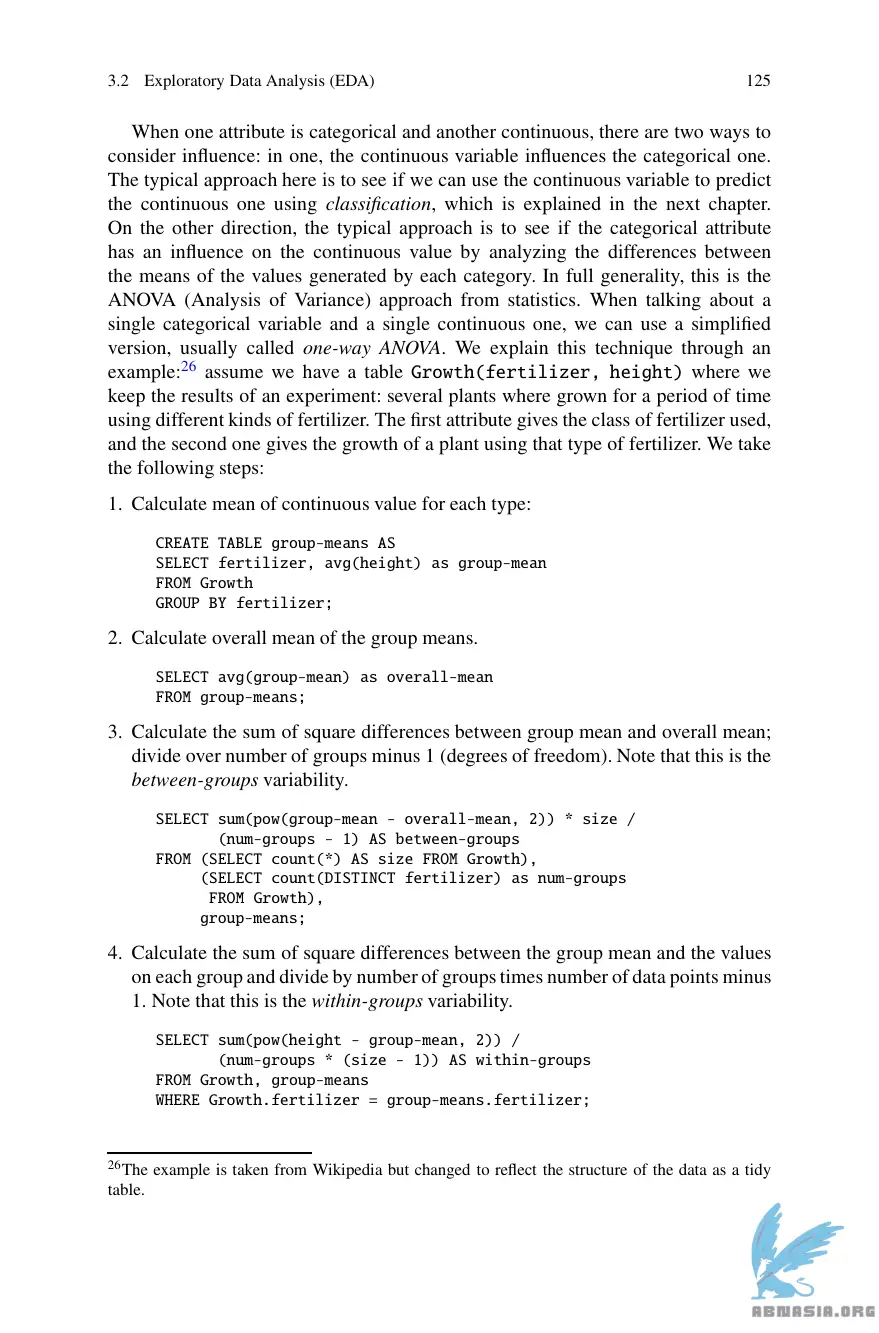 3.2 Exploratory Data Analysis (EDA) 125
When one attribute is categorical and another continuous, there are two ways to
consider influence: in one, the continuous variable influences the categorical one.
The typical approach here is to see if we can use the continuous variable to predict
the continuous one using classification, which is explained in the next chapter.
On the other direction, the typical approach is to see if the categorical attribute
has an influence on the continuous value by analyzing the differences between
the means of the values generated by each category. In full generality, this is the
ANOVA (Analysis of Variance) approach from statistics. When talking about a
single categorical variable and a single continuous one, we can use a simplified
version, usually called one-way ANOVA. We explain this technique through an
example:26 assume we have a table Growth(fertilizer, height) where we
keep the results of an experiment: several plants where grown for a period of time
using different kinds of fertilizer. The first attribute gives the class of fertilizer used,
and the second one gives the growth of a plant using that type of fertilizer. We take
the following steps:
1. Calculate mean of continuous value for each type:
CREATE TABLE group-means AS
SELECT fertilizer, avg(height) as group-mean
FROM Growth
GROUP BY fertilizer;
2. Calculate overall mean of the group means.
SELECT avg(group-mean) as overall-mean
FROM group-means;
3. Calculate the sum of square differences between group mean and overall mean;
divide over number of groups minus 1 (degrees of freedom). Note that this is the
between-groups variability.
SELECT sum(pow(group-mean - overall-mean, 2)) * size /
(num-groups - 1) AS between-groups
FROM (SELECT count(*) AS size FROM Growth),
(SELECT count(DISTINCT fertilizer) as num-groups
FROM Growth),
group-means;
4. Calculate the sum of square differences between the group mean and the values
on each group and divide by number of groups times number of data points minus
1. Note that this is the within-groups variability.
SELECT sum(pow(height - group-mean, 2)) /
(num-groups * (size - 1)) AS within-groups
FROM Growth, group-means
WHERE Growth.fertilizer = group-means.fertilizer;
26The example is taken from Wikipedia but changed to reflect the structure of the data as a tidy
table.
ABNASIA.ORG